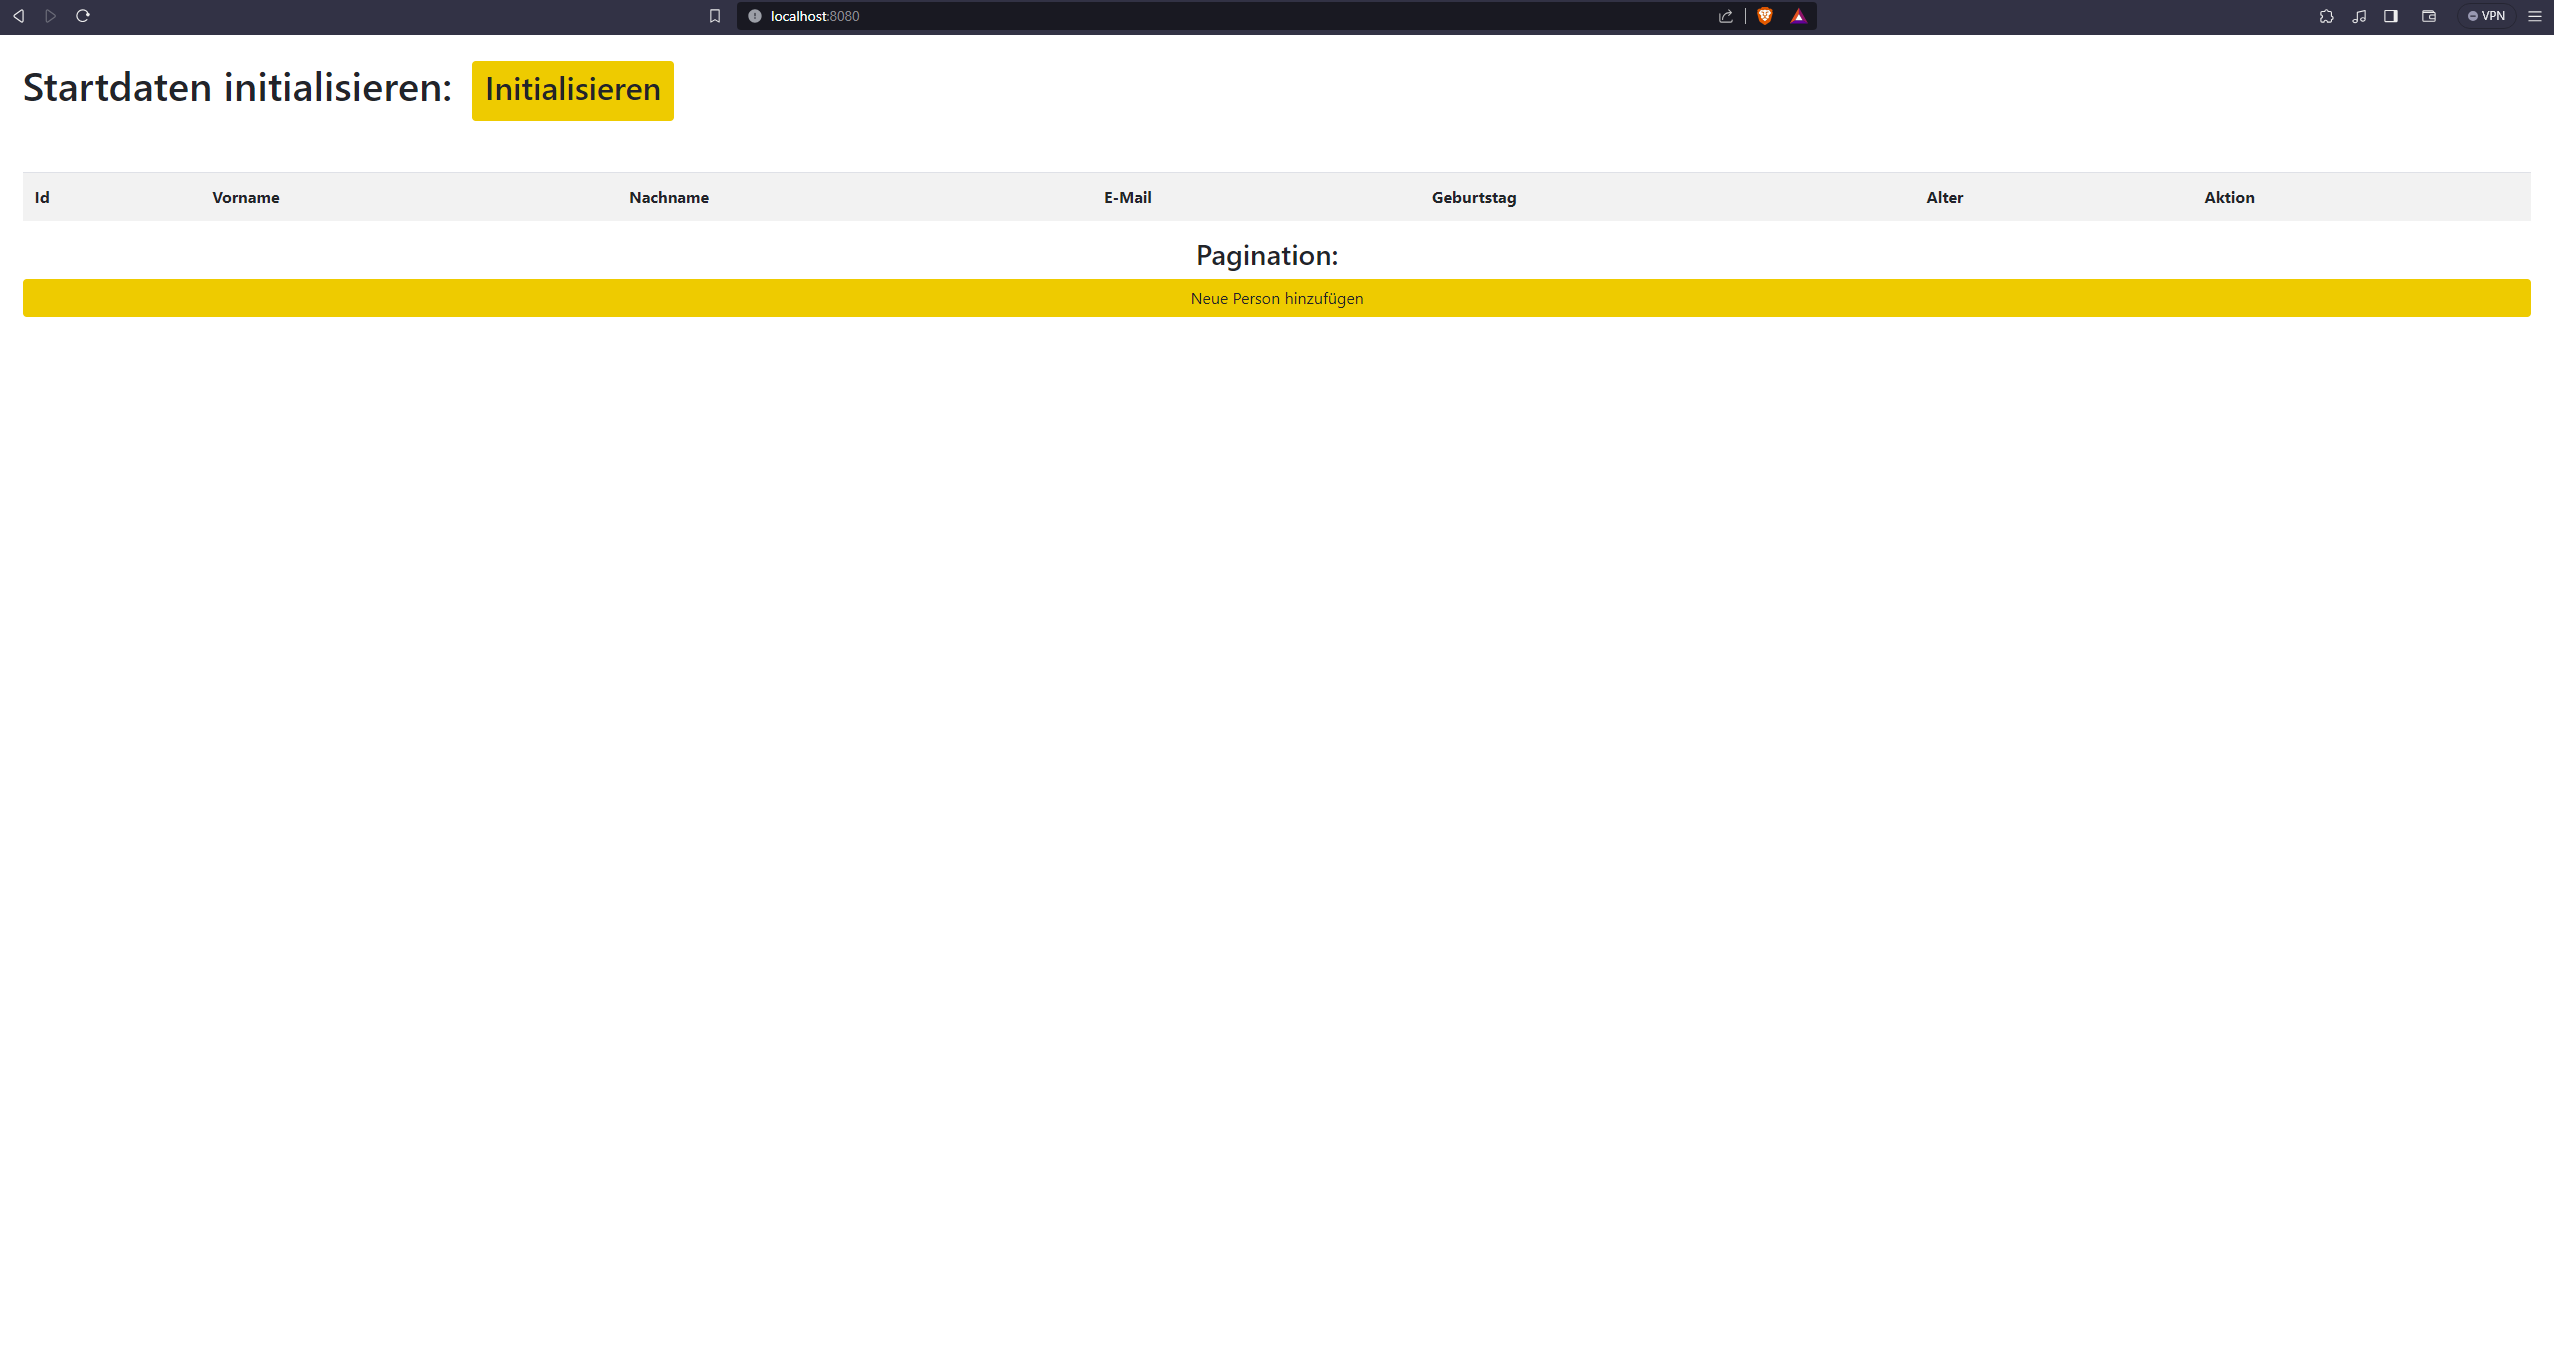 localhost:8080
VPN
Startdaten initialisieren: Initialisieren
Id Vorname Nachname E-Mail Geburtstag Alter Aktion
Pagination:
Neue Person hinzufügen